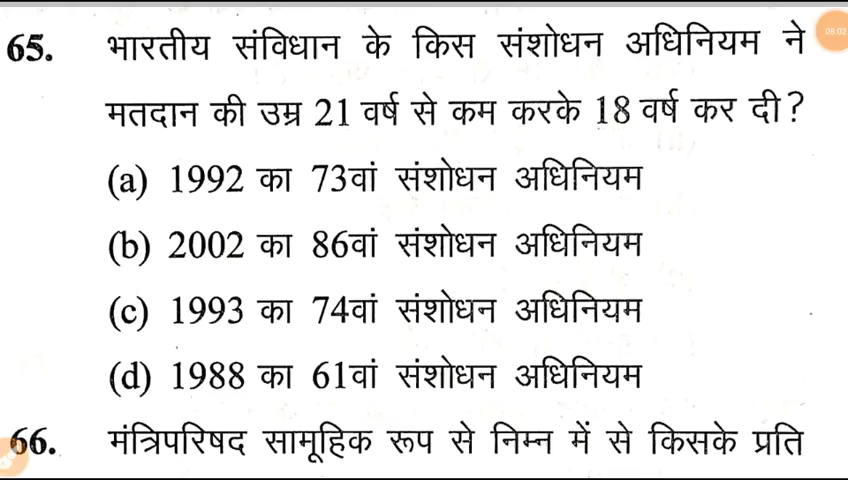 08:02
65. भारतीय संविधान के किस संशोधन अधिनियम ने
मतदान की उम्र 21 वर्ष से कम करके 18 वर्ष कर दी?
(a) 1992 का 73वां संशोधन अधिनियम
(b) 2002 का 86वां संशोधन अधिनियम
(c) 1993 का 74वां संशोधन अधिनियम
(d) 1988 का 61वां संशोधन अधिनियम
66. मंत्रिपरिषद सामूहिक रूप से निम्न में से किसके प्रति